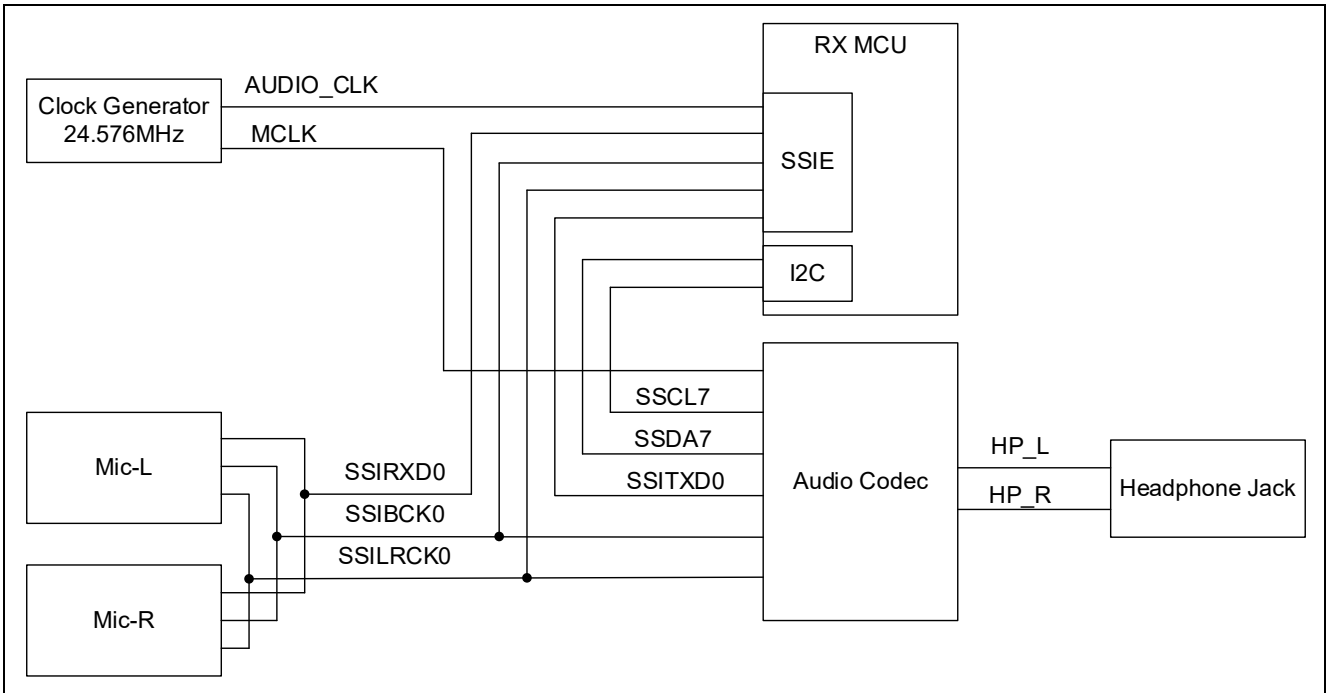 RX MCU
AUDIO_CLK
Clock Generator
24.576MHz
MCLK
SSIE
I2C
SSCL7
SSDA7
SSITXD0
Mic-L
SSIRXD0
SSIBCK0
SSILRCK0
Audio Codec
HP_L
HP_R
Headphone Jack
Mic-R